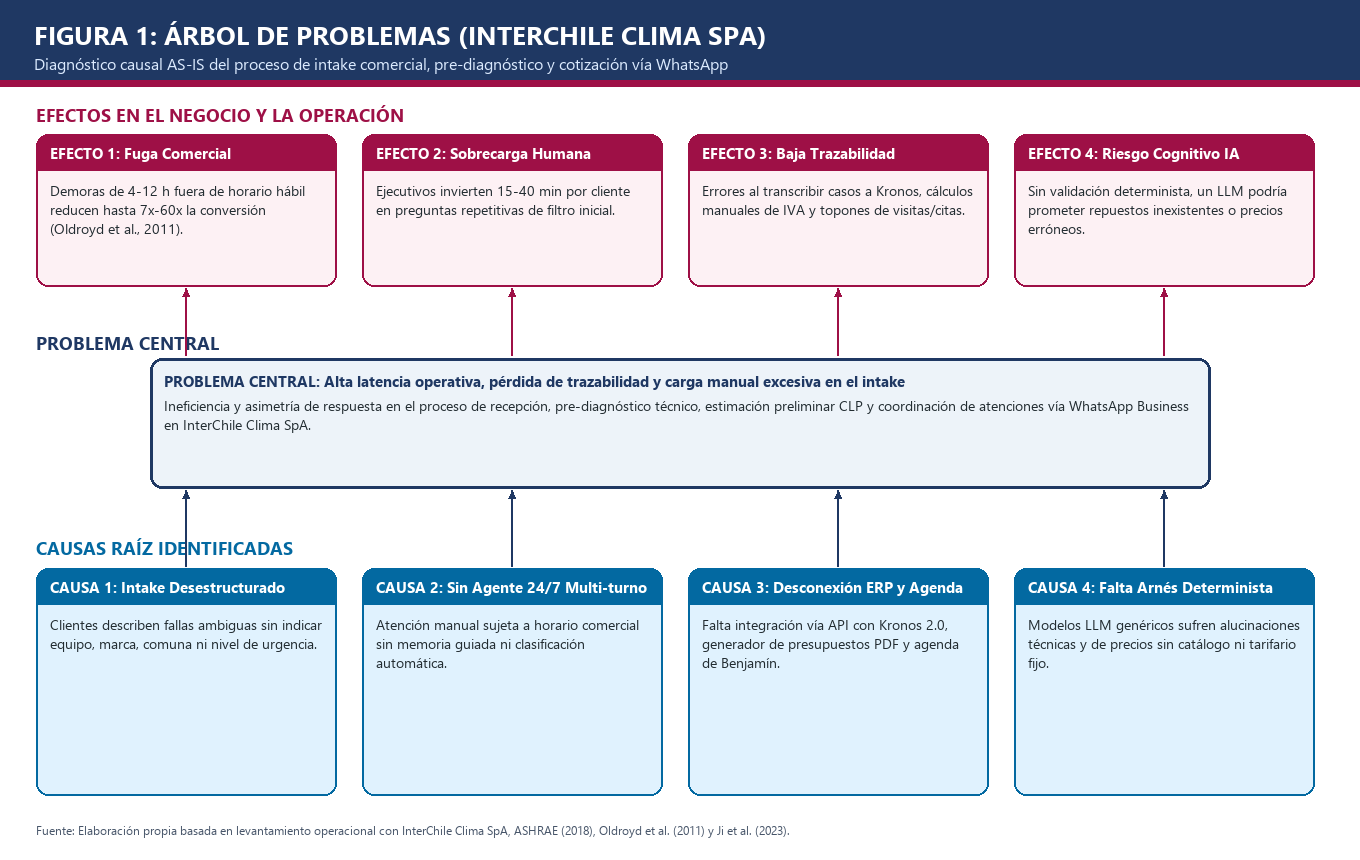 FIGURA 1: ÁRBOL DE PROBLEMAS (INTERCHILE CLIMA SPA)
Diagnóstico causal AS-IS del proceso de intake comercial, pre-diagnóstico y cotización vía WhatsApp
EFECTOS EN EL NEGOCIO Y LA OPERACIÓN
EFECTO 1: Fuga Comercial
Demoras de 4-12 h fuera de horario hábil
reducen hasta 7x-60x la conversión
(Oldroyd et al., 2011).
EFECTO 2: Sobrecarga Humana
Ejecutivos invierten 15-40 min por cliente
en preguntas repetitivas de filtro inicial.
EFECTO 3: Baja Trazabilidad
Errores al transcribir casos a Kronos, cálculos
manuales de IVA y topones de visitas/citas.
EFECTO 4: Riesgo Cognitivo IA
Sin validación determinista, un LLM podría
prometer repuestos inexistentes o precios
erróneos.
PROBLEMA CENTRAL
PROBLEMA CENTRAL: Alta latencia operativa, pérdida de trazabilidad y carga manual excesiva en el intake
Ineficiencia y asimetría de respuesta en el proceso de recepción, pre-diagnóstico técnico, estimación preliminar CLP y coordinación de atenciones vía WhatsApp Business
en InterChile Clima SpA.
CAUSAS RAÍZ IDENTIFICADAS
CAUSA 1: Intake Desestructurado
Clientes describen fallas ambiguas sin indicar
equipo, marca, comuna ni nivel de urgencia.
CAUSA 2: Sin Agente 24/7 Multi-turno
Atención manual sujeta a horario comercial
sin memoria guiada ni clasificación
automática.
CAUSA 3: Desconexión ERP y Agenda
Falta integración vía API con Kronos 2.0,
generador de presupuestos PDF y agenda
de Benjamín.
CAUSA 4: Falta Arnés Determinista
Modelos LLM genéricos sufren alucinaciones
técnicas y de precios sin catálogo ni tarifario
fijo.
Fuente: Elaboración propia basada en levantamiento operacional con InterChile Clima SpA, ASHRAE (2018), Oldroyd et al. (2011) y Ji et al. (2023).